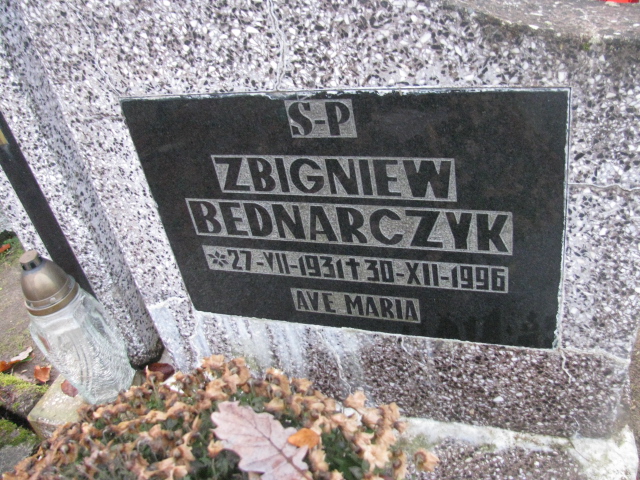 S-P
ZBIGNIEW
BEDNARCZYK
*27-VII-1931✝30-XII-1996
AVE MARIA